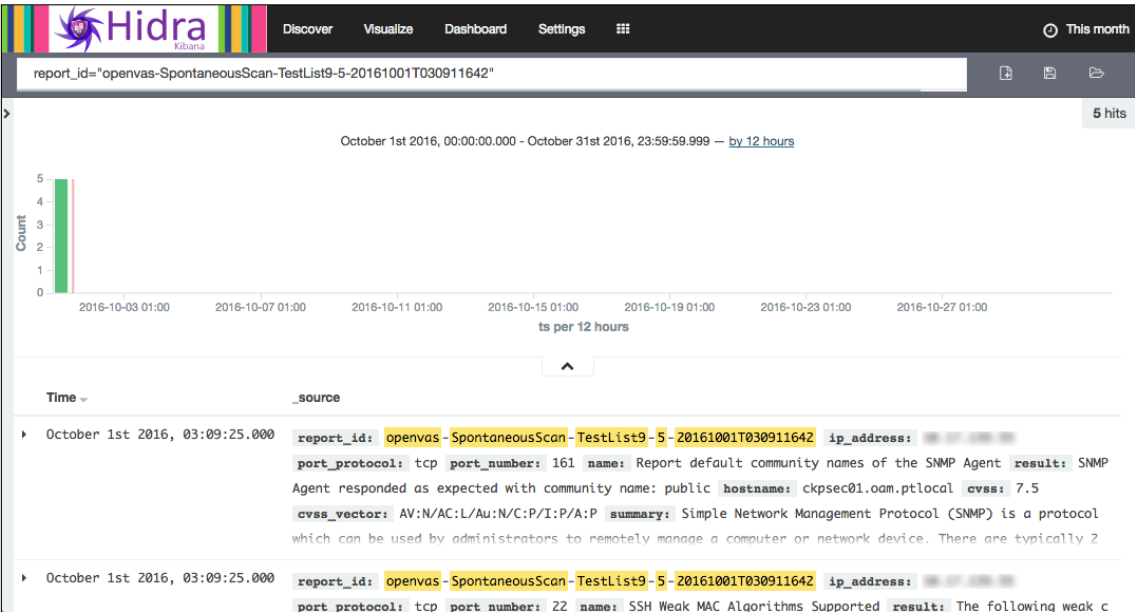 Hidra
Kibana
Discover Visualize Dashboard Settings
This month
report_id="openvas-SpontaneousScan-TestList9-5-20161001T030911642"
5 hits
October 1st 2016, 00:00:00.000 - October 31st 2016, 23:59:59.999 — by 12 hours
5
4
3
2
1
0
Count
2016-10-03 01:00 2016-10-07 01:00 2016-10-11 01:00 2016-10-15 01:00 2016-10-19 01:00 2016-10-23 01:00 2016-10-27 01:00
ts per 12 hours
Time _source
October 1st 2016, 03:09:25.000 report_id: openvas-SpontaneousScan-TestList9-5-20161001T030911642 ip_address:
port_protocol: tcp port_number: 161 name: Report default community names of the SNMP Agent result: SNMP
Agent responded as expected with community name: public hostname: ckpsec01.oam.ptlocal cvss: 7.5
cvss_vector: AV:N/AC:L/Au:N/C:P/I:P/A:P summary: Simple Network Management Protocol (SNMP) is a protocol
which can be used by administrators to remotely manage a computer or network device. There are typically 2
October 1st 2016, 03:09:25.000 report_id: openvas-SpontaneousScan-TestList9-5-20161001T030911642 ip_address:
port_protocol: tcp port_number: 22 name: SSH Weak MAC Algorithms Supported result: The following weak c